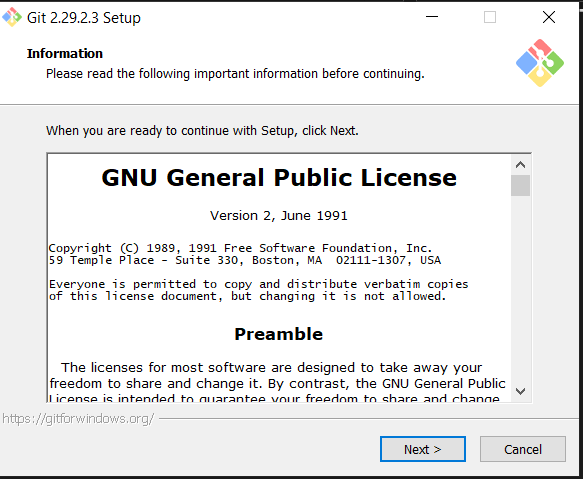 Git 2.29.2.3 Setup
Information
Please read the following important information before continuing.
When you are ready to continue with Setup, click Next.
GNU General Public License
Version 2, June 1991
Copyright (C) 1989, 1991 Free Software Foundation, Inc.
59 Temple Place - Suite 330, Boston, MA  02111-1307, USA
Everyone is permitted to copy and distribute verbatim copies
of this license document, but changing it is not allowed.
Preamble
The licenses for most software are designed to take away your
freedom to share and change it. By contrast, the GNU General Public
License is intended to guarantee your freedom to share and change
https://gitforwindows.org/
Next >
Cancel